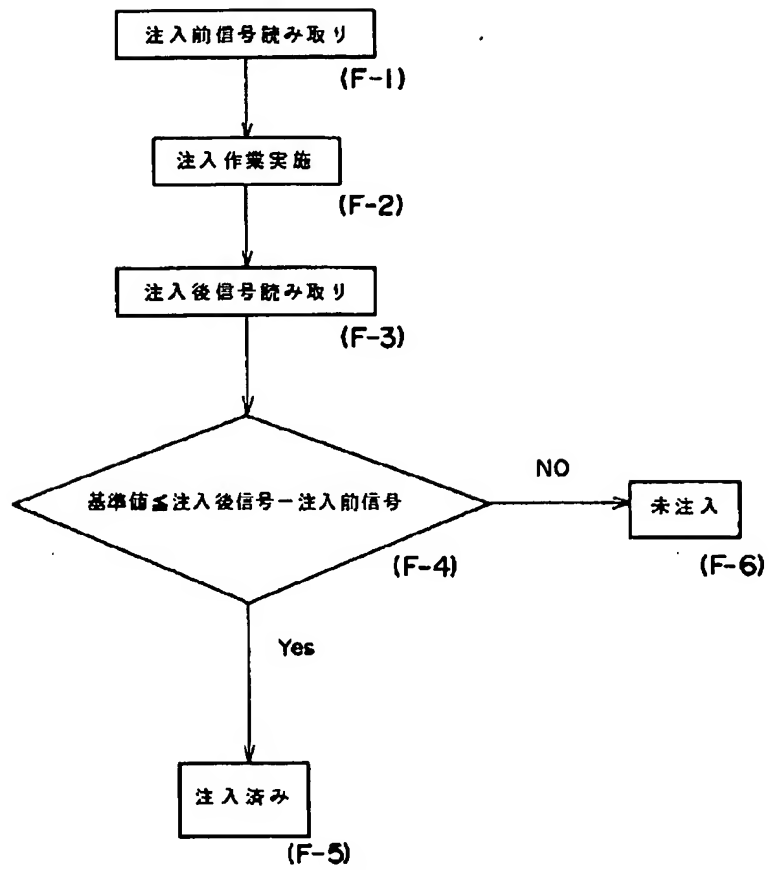 注入前信号読み取り
(F-1)
注入作業実施
(F-2)
注入後信号読み取り
(F-3)
基準値≦注入後信号－注入前信号
(F-4)
NO
未注入
(F-6)
Yes
注入済み
(F-5)